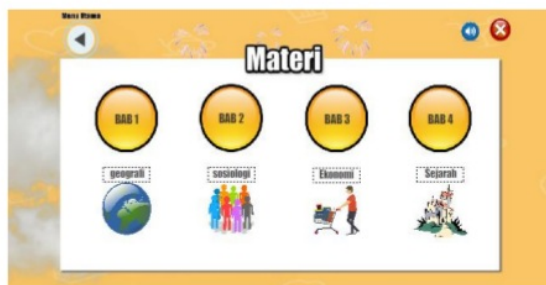 Menu Utama
Materi
BAB 1 BAB 2 BAB 3 BAB 4
geografi sosiologi Ekonomi Sejarah